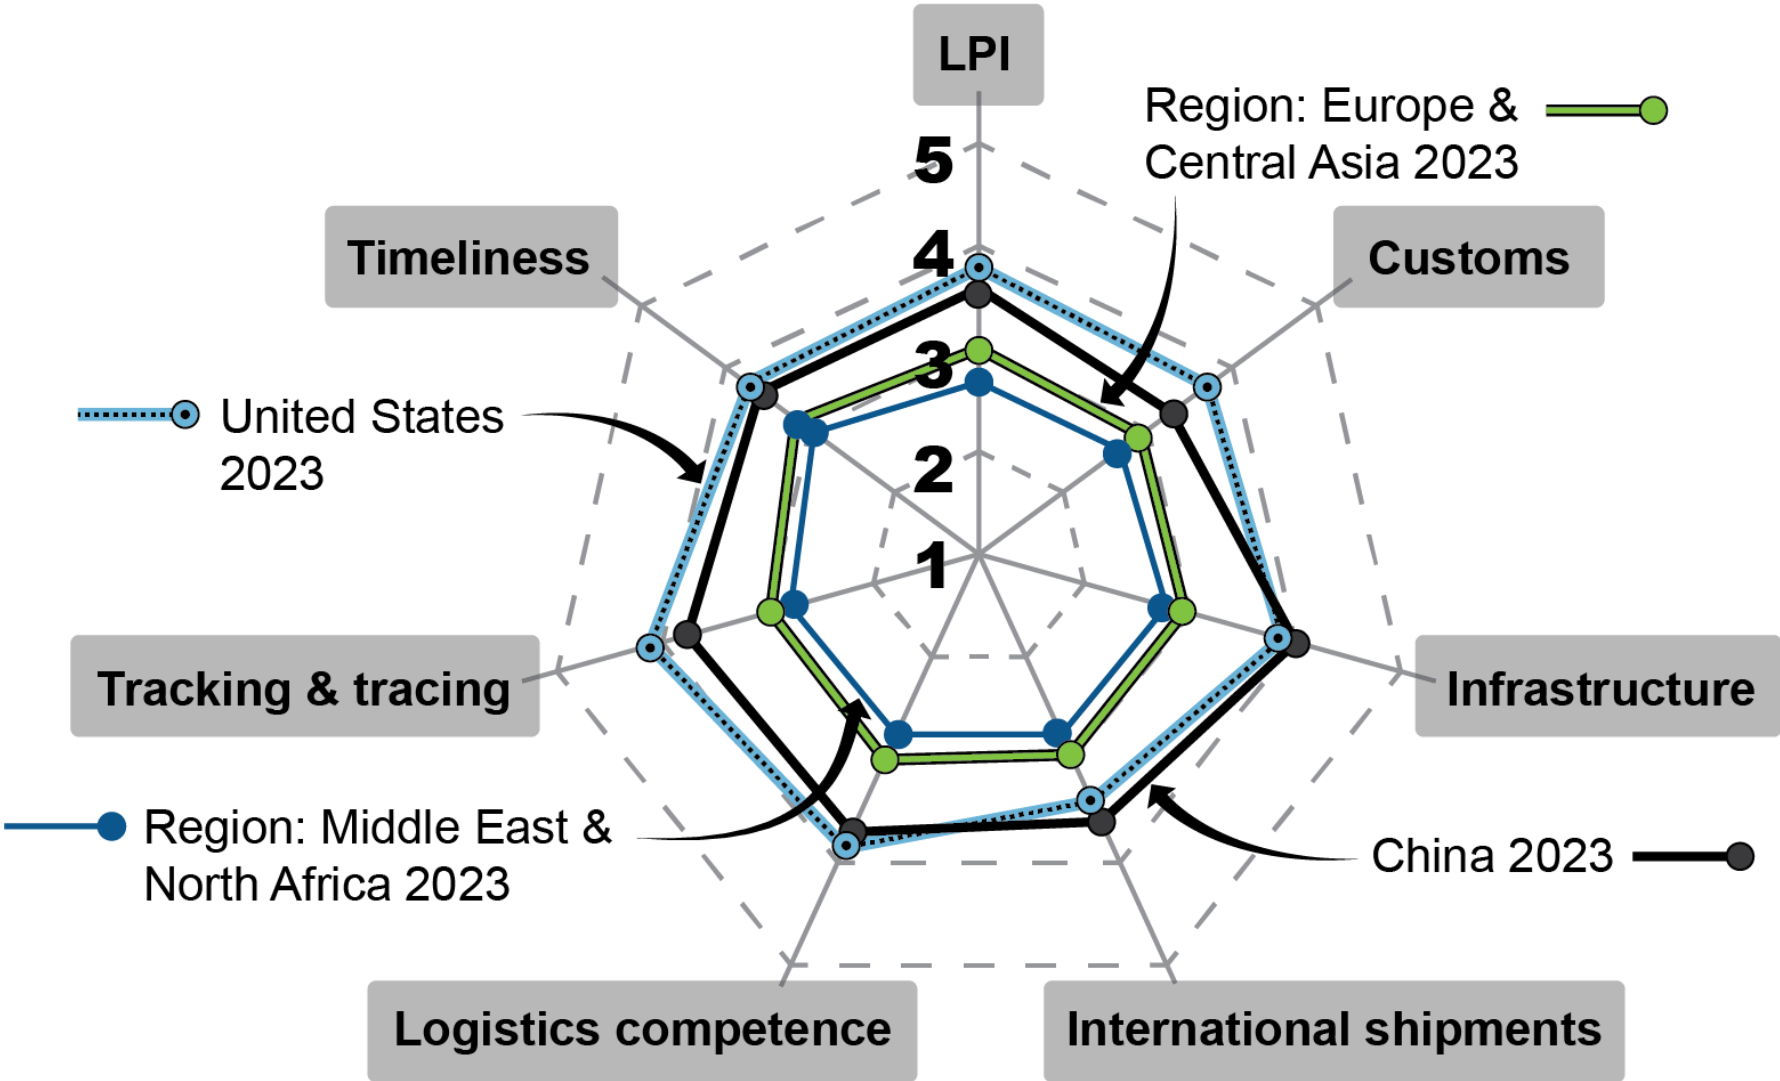 LPI
Region: Europe &
Central Asia 2023
5
Timeliness
4
Customs
3
United States
2023
2
1
Tracking & tracing
Infrastructure
Region: Middle East &
North Africa 2023
China 2023
Logistics competence
International shipments